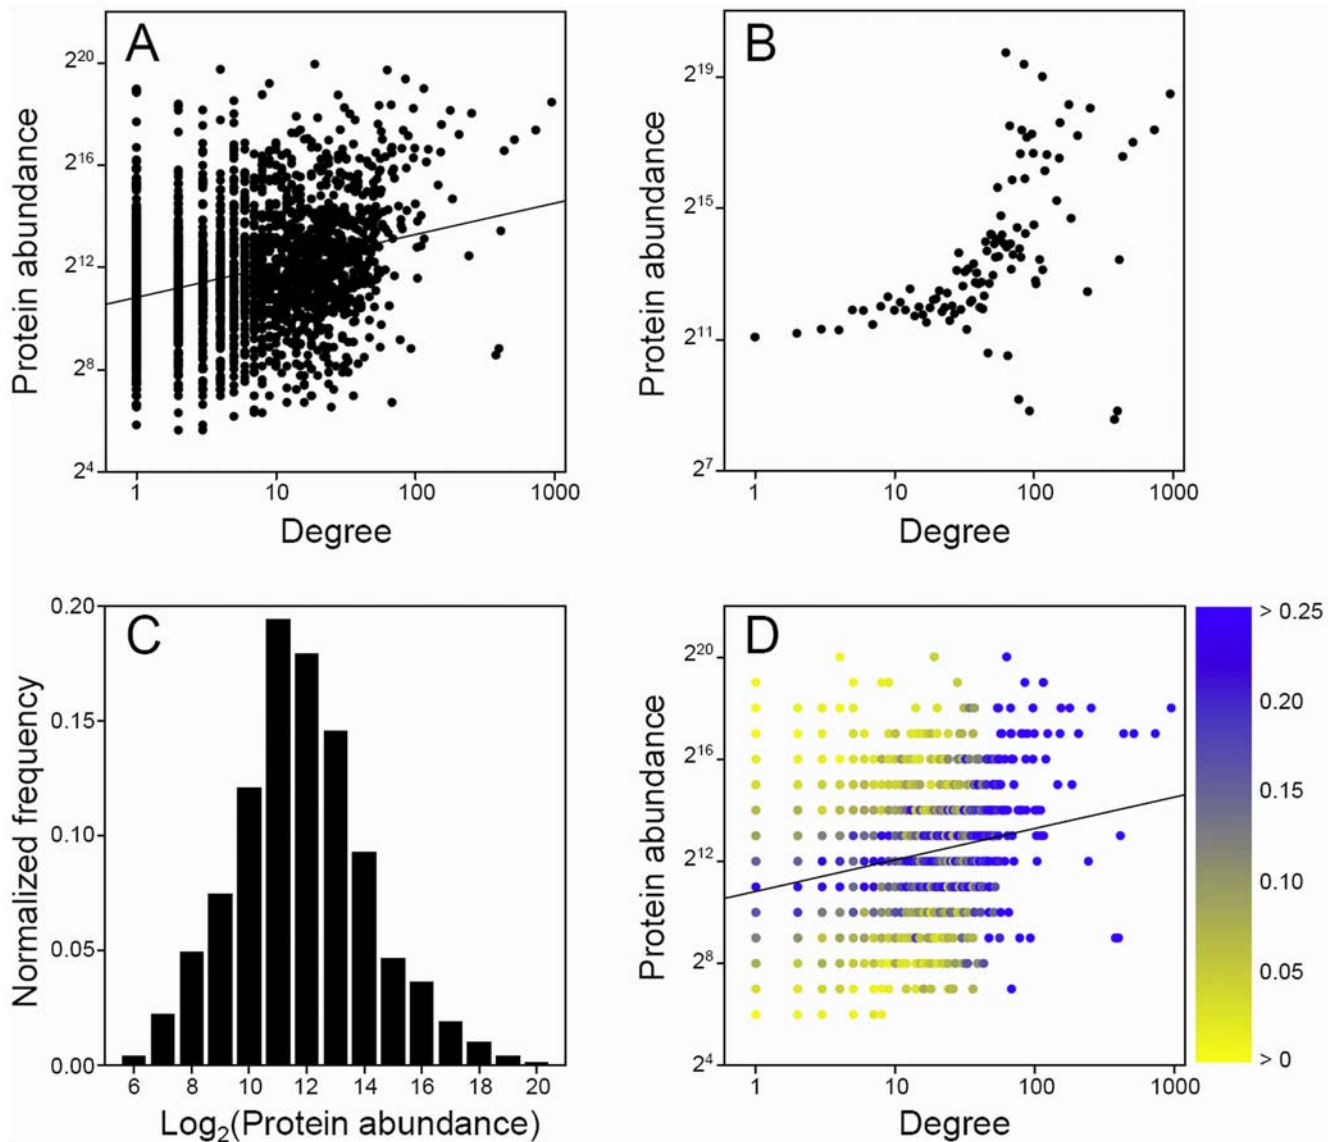 A
2^20
2^16
2^12
2^8
2^4
Protein abundance
1 10 100 1000
Degree
B
2^19
2^15
2^11
2^7
Protein abundance
1 10 100 1000
Degree
C
0.20
0.15
0.10
0.05
0.00
Normalized frequency
6 8 10 12 14 16 18 20
Log₂(Protein abundance)
D
2^20
2^16
2^12
2^8
2^4
Protein abundance
1 10 100 1000
Degree
> 0.25
0.20
0.15
0.10
0.05
> 0